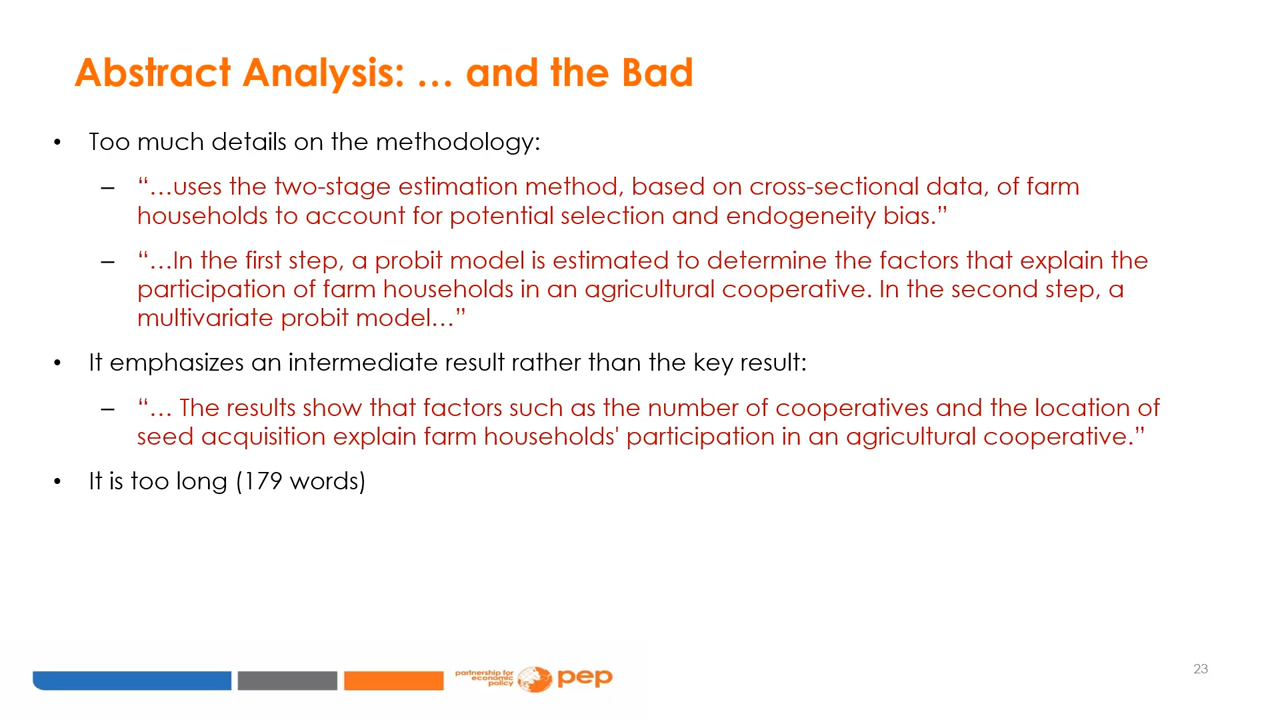 Abstract Analysis: … and the Bad
• Too much details on the methodology:
– “…uses the two-stage estimation method, based on cross-sectional data, of farm
households to account for potential selection and endogeneity bias.”
– “…In the first step, a probit model is estimated to determine the factors that explain the
participation of farm households in an agricultural cooperative. In the second step, a
multivariate probit model…”
• It emphasizes an intermediate result rather than the key result:
– “… The results show that factors such as the number of cooperatives and the location of
seed acquisition explain farm households' participation in an agricultural cooperative.”
• It is too long (179 words)
partnership for
economic
policy
pep
23